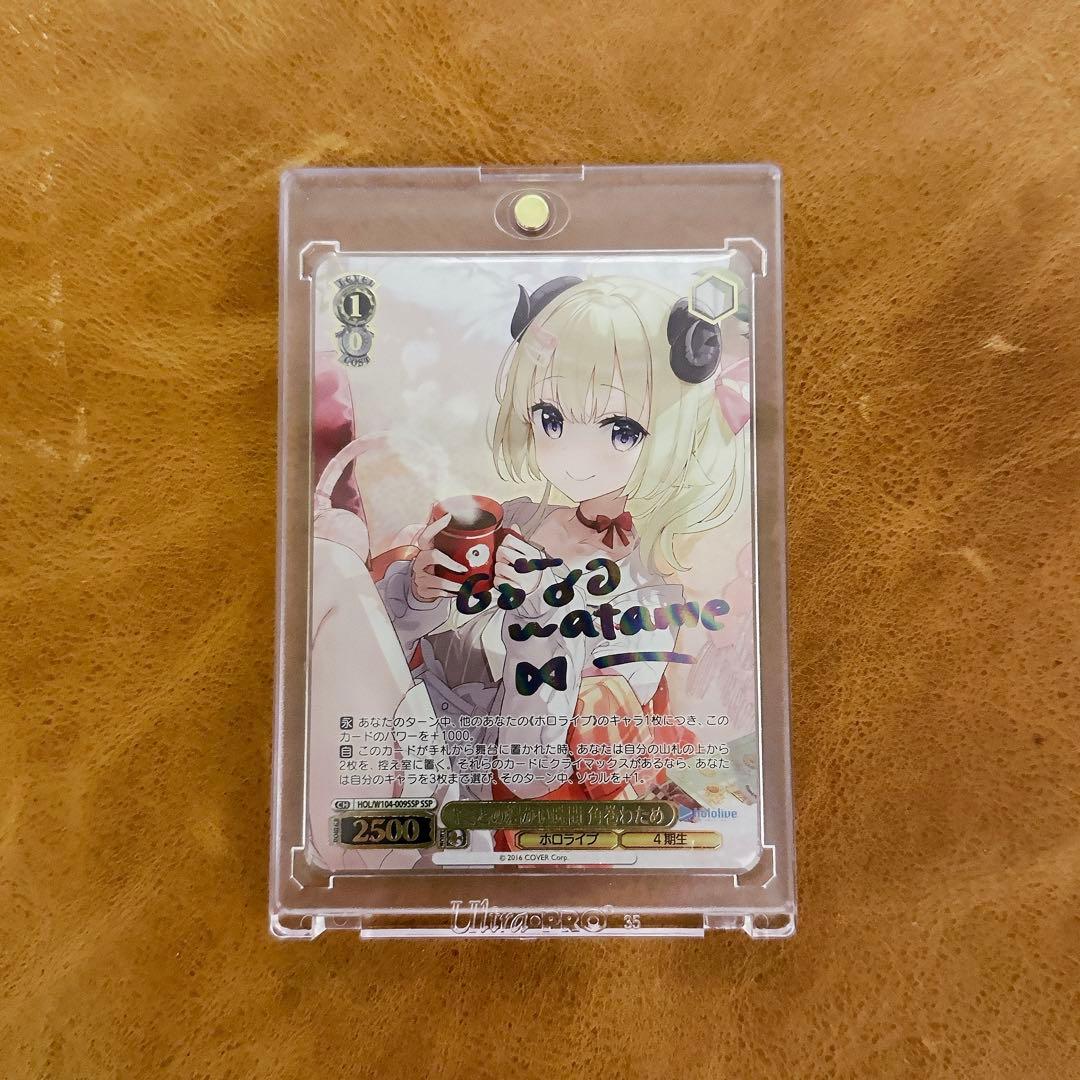 LEVEL
1
0
COST
watame
永 あなたのターン中、他のあなたの《ホロライブ》のキャラ1枚につき、この
カードのパワーを+1000。
自 このカードが手札から舞台に置かれた時、あなたは自分の山札の上から
2枚を、控え室に置く。それらのカードにクライマックスがあるなら、あなた
は自分のキャラを3枚まで選び、そのターン中、ソウルを+1。
CH HOL/W104-009SSP SSP
角巻わため
hololive
POWER 2500
ホロライブ 4期生
© 2016 COVER Corp.
Ultra PRO® 35